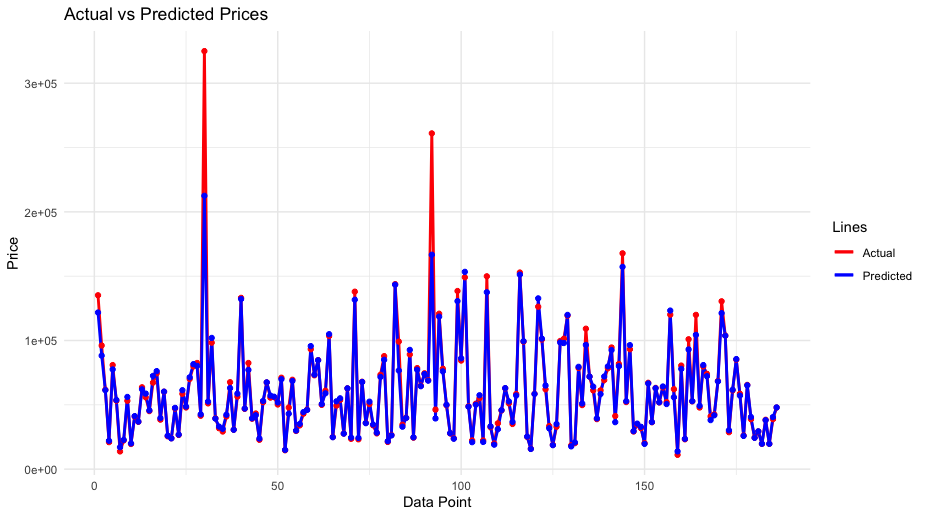 Actual vs Predicted Prices
Price
3e+05
2e+05
1e+05
0e+00
0
50
100
150
Data Point
Lines
Actual
Predicted